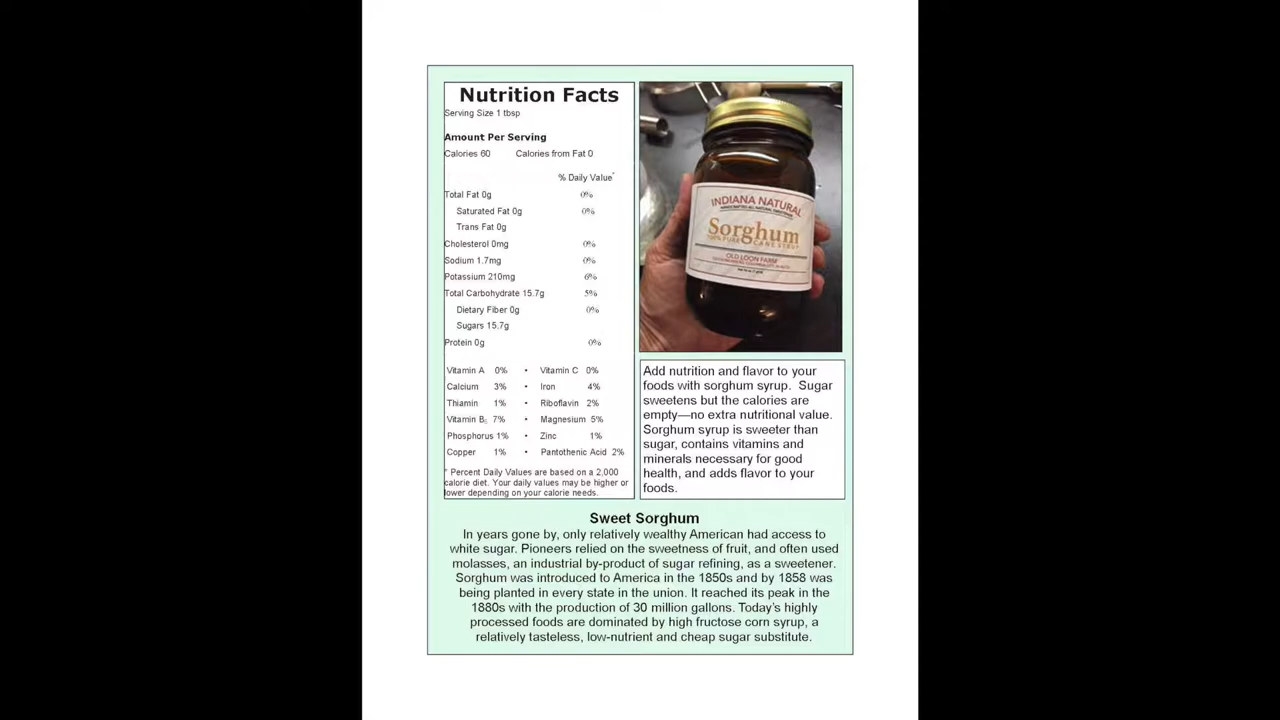 Nutrition Facts
Serving Size 1 tbsp
Amount Per Serving
Calories 60 Calories from Fat 0
% Daily Value*
Total Fat 0g 0%
Saturated Fat 0g 0%
Trans Fat 0g
Cholesterol 0mg 0%
Sodium 1.7mg 0%
Potassium 210mg 6%
Total Carbohydrate 15.7g 5%
Dietary Fiber 0g 0%
Sugars 15.7g
Protein 0g 0%
Vitamin A 0% • Vitamin C 0%
Calcium 3% • Iron 4%
Thiamin 1% • Riboflavin 2%
Vitamin B6 7% • Magnesium 5%
Phosphorus 1% • Zinc 1%
Copper 1% • Pantothenic Acid 2%
* Percent Daily Values are based on a 2,000
calorie diet. Your daily values may be higher or
lower depending on your calorie needs.
INDIANA NATURAL
Sorghum
100% PURE CANE SYRUP
OLD LOON FARM
Add nutrition and flavor to your
foods with sorghum syrup. Sugar
sweetens but the calories are
empty—no extra nutritional value.
Sorghum syrup is sweeter than
sugar, contains vitamins and
minerals necessary for good
health, and adds flavor to your
foods.
Sweet Sorghum
In years gone by, only relatively wealthy American had access to
white sugar. Pioneers relied on the sweetness of fruit, and often used
molasses, an industrial by-product of sugar refining, as a sweetener.
Sorghum was introduced to America in the 1850s and by 1858 was
being planted in every state in the union. It reached its peak in the
1880s with the production of 30 million gallons. Today's highly
processed foods are dominated by high fructose corn syrup, a
relatively tasteless, low-nutrient and cheap sugar substitute.